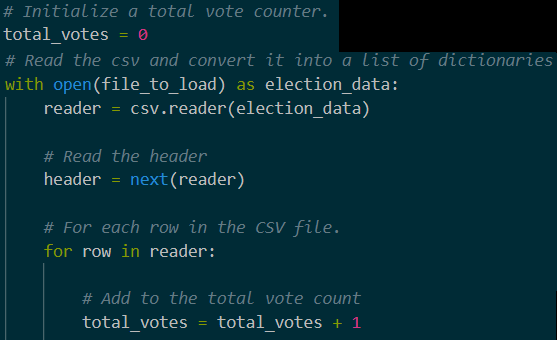 # Initialize a total vote counter.
total_votes = 0
# Read the csv and convert it into a list of dictionaries
with open(file_to_load) as election_data:
reader = csv.reader(election_data)
# Read the header
header = next(reader)
# For each row in the CSV file.
for row in reader:
# Add to the total vote count
total_votes = total_votes + 1